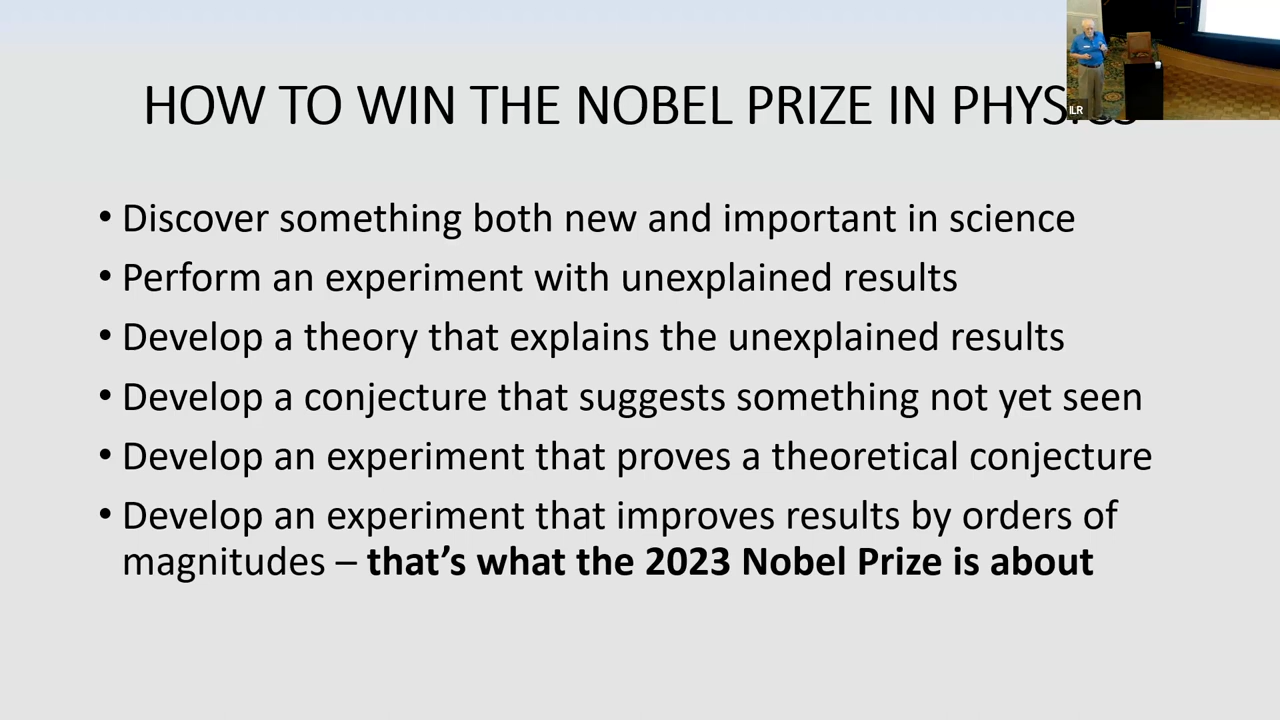 HOW TO WIN THE NOBEL PRIZE IN PHYSICS
ILR
• Discover something both new and important in science
• Perform an experiment with unexplained results
• Develop a theory that explains the unexplained results
• Develop a conjecture that suggests something not yet seen
• Develop an experiment that proves a theoretical conjecture
• Develop an experiment that improves results by orders of
magnitudes – that’s what the 2023 Nobel Prize is about